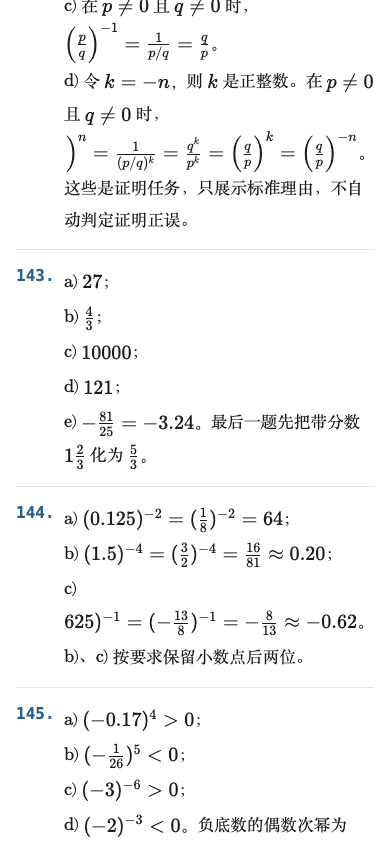 c) 在 p ≠ 0 且 q ≠ 0 时,
(p/q)^{-1} = 1/(p/q) = q/p。
d) 令 k = −n, 则 k 是正整数。在 p ≠ 0
且 q ≠ 0 时,
)^n = 1/(p/q)^k = q^k/p^k = (q/p)^k = (q/p)^{-n}。
这些是证明任务, 只展示标准理由, 不自
动判定证明正误。
143. a) 27;
b) 4/3;
c) 10000;
d) 121;
e) −81/25 = −3.24。最后一题先把带分数
1 2/3 化为 5/3。
144. a) (0.125)^{-2} = (1/8)^{-2} = 64;
b) (1.5)^{-4} = (3/2)^{-4} = 16/81 ≈ 0.20;
c)
625)^{-1} = (−13/8)^{-1} = −8/13 ≈ −0.62。
b)、c) 按要求保留小数点后两位。
145. a) (−0.17)^4 > 0;
b) (−1/26)^5 < 0;
c) (−3)^{-6} > 0;
d) (−2)^{-3} < 0。负底数的偶数次幂为